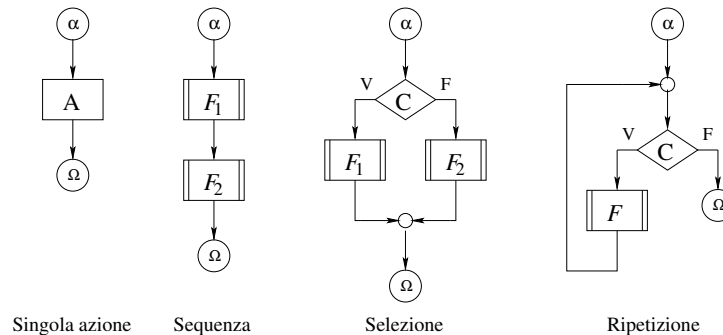 α
A
Ω
Singola azione
α
F1
F2
Ω
Sequenza
α
V C F
F1 F2
Ω
Selezione
α
V C F
F Ω
Ripetizione